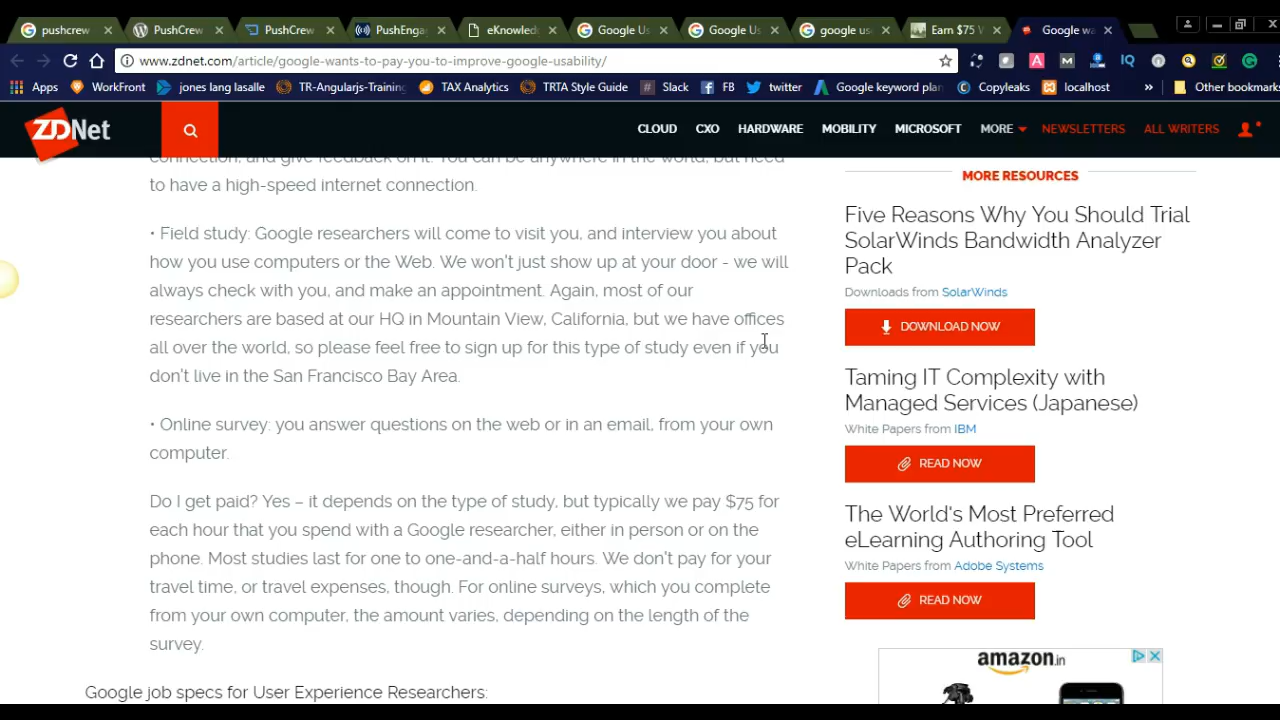 pushcrew
PushCrew
PushCrew
PushEnga
eKnowled
Google Us
Google Us
google us
Earn $75 V
Google wa
www.zdnet.com/article/google-wants-to-pay-you-to-improve-google-usability/
Apps
WorkFront
jones lang lasalle
TR-Angularjs-Training
TAX Analytics
TRTA Style Guide
Slack
FB
twitter
Google keyword plan
Copyleaks
localhost
»
Other bookmarks
ZDNet
CLOUD
CXO
HARDWARE
MOBILITY
MICROSOFT
MORE
NEWSLETTERS
ALL WRITERS
connection, and give feedback on it. You can be anywhere in the world, but need
to have a high-speed internet connection.
• Field study: Google researchers will come to visit you, and interview you about
how you use computers or the Web. We won't just show up at your door - we will
always check with you, and make an appointment. Again, most of our
researchers are based at our HQ in Mountain View, California, but we have offices
all over the world, so please feel free to sign up for this type of study even if you
don't live in the San Francisco Bay Area.
• Online survey: you answer questions on the web or in an email, from your own
computer.
Do I get paid? Yes – it depends on the type of study, but typically we pay $75 for
each hour that you spend with a Google researcher, either in person or on the
phone. Most studies last for one to one-and-a-half hours. We don't pay for your
travel time, or travel expenses, though. For online surveys, which you complete
from your own computer, the amount varies, depending on the length of the
survey.
Google job specs for User Experience Researchers:
MORE RESOURCES
Five Reasons Why You Should Trial
SolarWinds Bandwidth Analyzer
Pack
Downloads from SolarWinds
DOWNLOAD NOW
Taming IT Complexity with
Managed Services (Japanese)
White Papers from IBM
READ NOW
The World's Most Preferred
eLearning Authoring Tool
White Papers from Adobe Systems
READ NOW
amazon.in